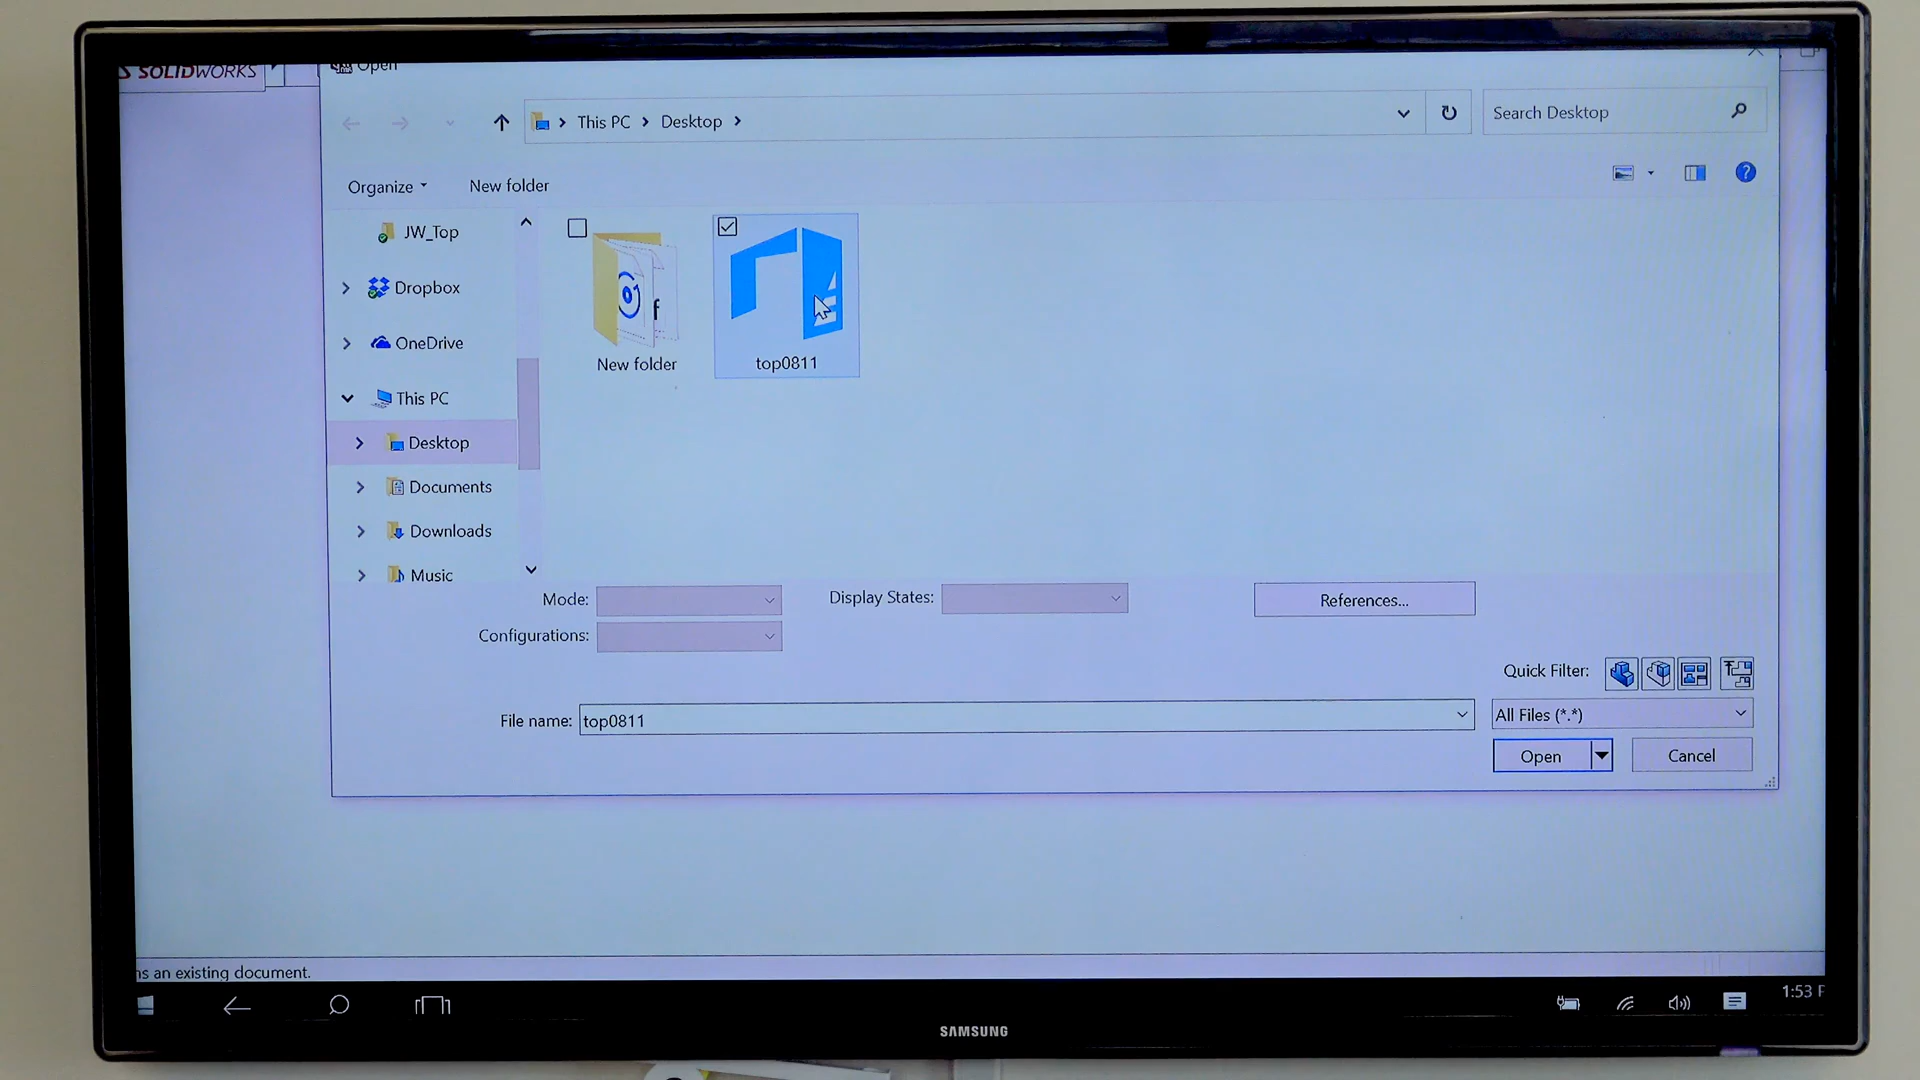 SOLIDWORKS
Open
This PC
Desktop
Search Desktop
Organize
New folder
JW_Top
Dropbox
OneDrive
This PC
Desktop
Documents
Downloads
Music
New folder
top0811
Mode:
Display States:
References...
Configurations:
Quick Filter:
File name: top0811
All Files (*.*)
Open
Cancel
ns an existing document.
1:53 P
SAMSUNG